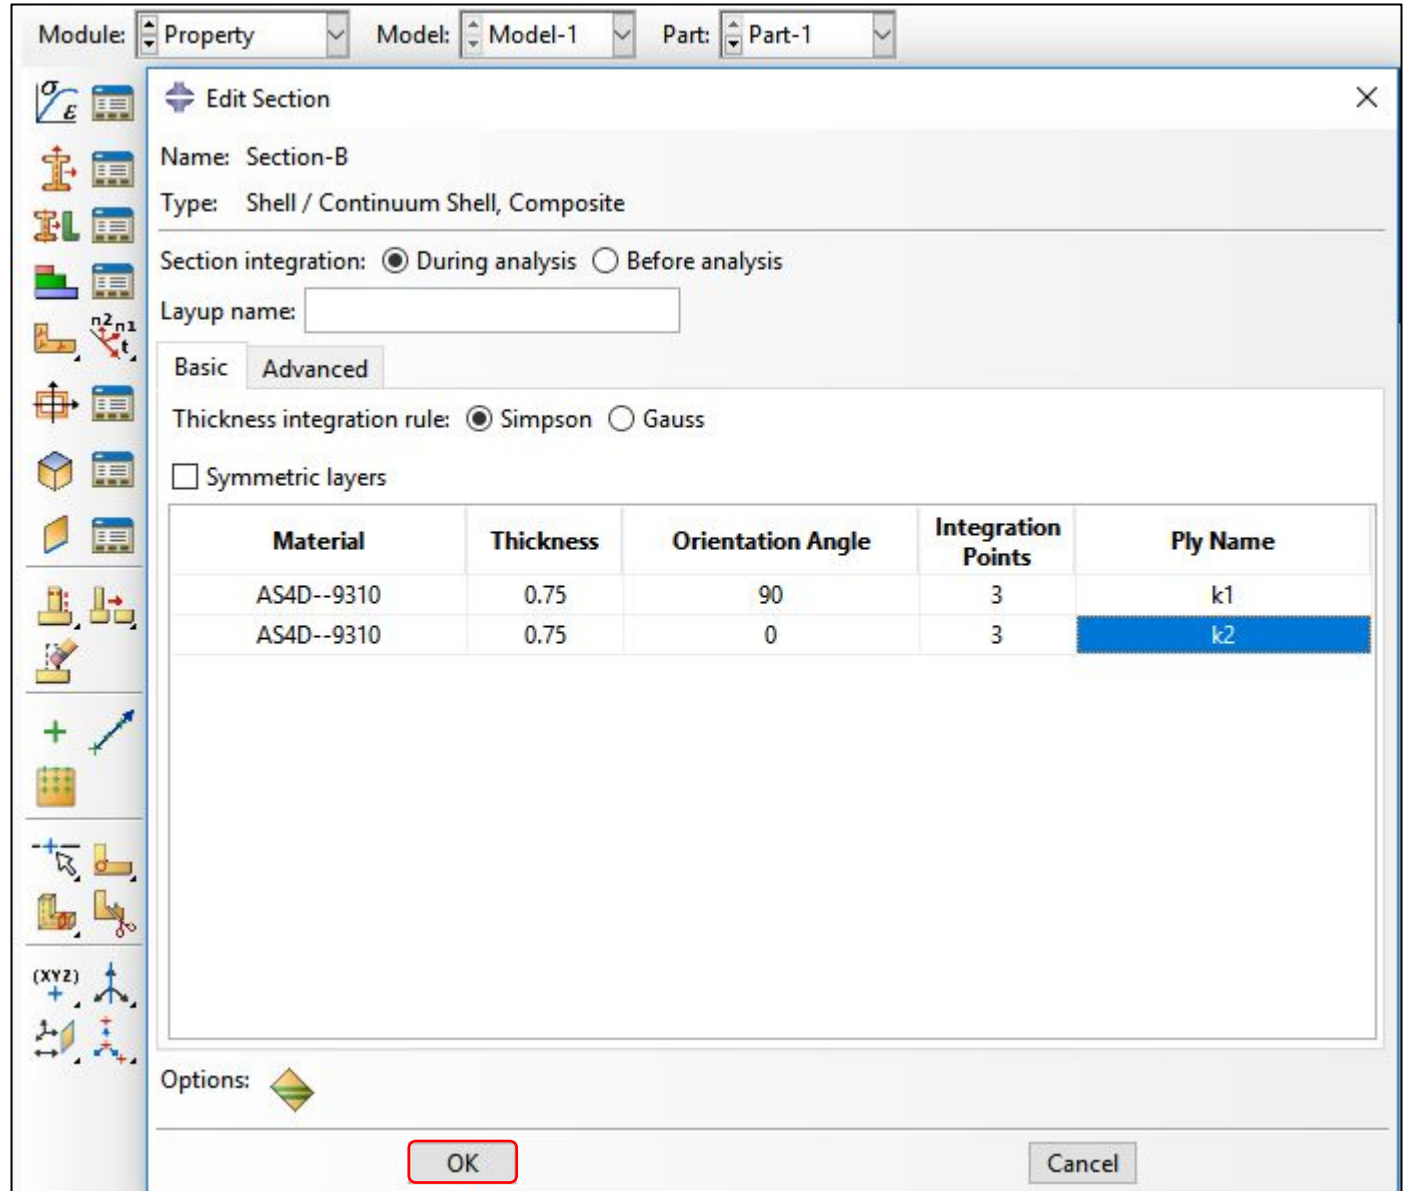 Module: Property Model: Model-1 Part: Part-1
σ ε
Edit Section
Name: Section-B
Type: Shell / Continuum Shell, Composite
Section integration: During analysis Before analysis
Layup name:
n2 n1
t
Basic Advanced
Thickness integration rule: Simpson Gauss
Symmetric layers
Material Thickness Orientation Angle Integration Points Ply Name
AS4D--9310 0.75 90 3 k1
AS4D--9310 0.75 0 3 k2
(XYZ)
Options:
OK Cancel